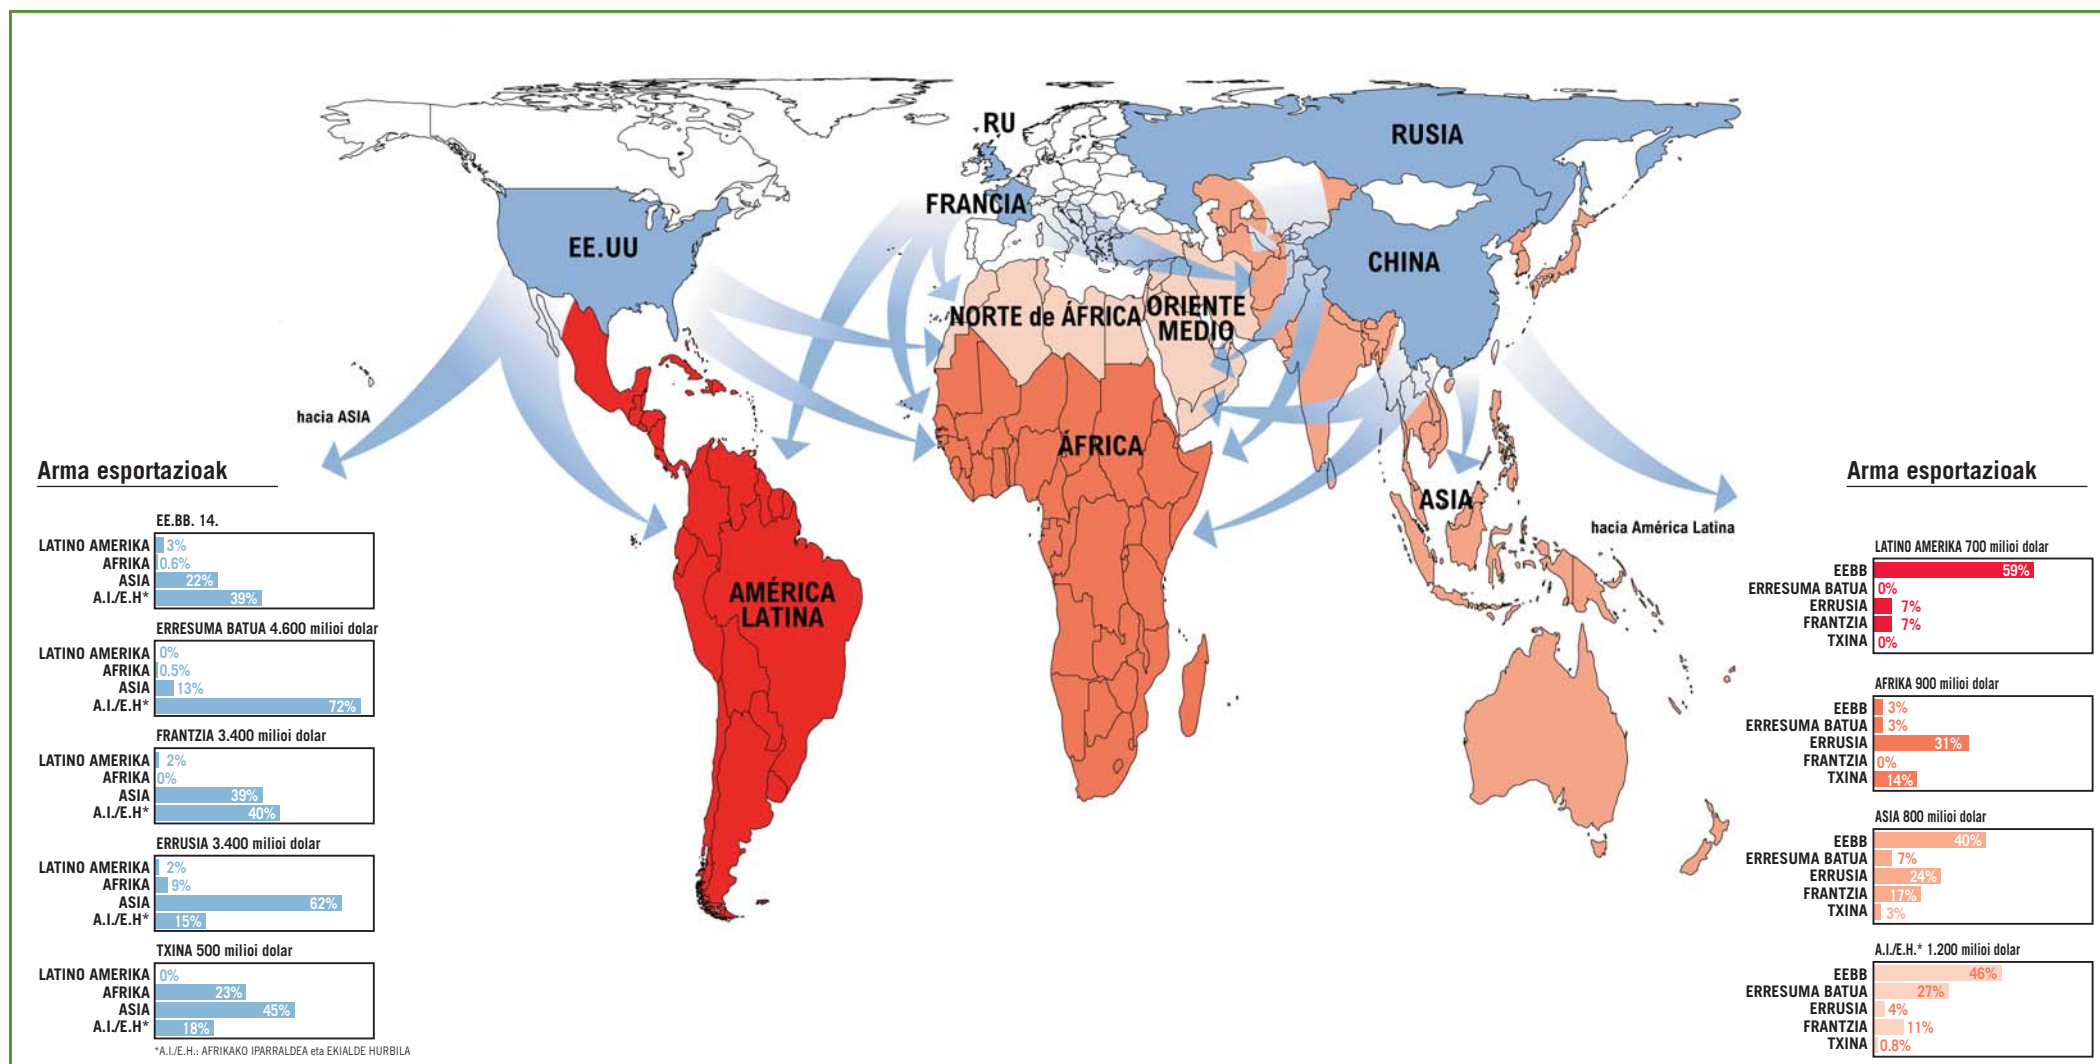 RU
RUSIA
FRANCIA
EE.UU
CHINA
NORTE de ÁFRICA
ORIENTE
MEDIO
hacia ASIA
ÁFRICA
ASIA
hacia América Latina
AMÉRICA
LATINA
Arma esportazioak
EE.BB. 14.
LATINO AMERIKA 3%
AFRIKA 0.6%
ASIA 22%
A.I./E.H* 39%
ERRESUMA BATUA 4.600 milioi dolar
LATINO AMERIKA 0%
AFRIKA 0.5%
ASIA 13%
A.I./E.H* 72%
FRANTZIA 3.400 milioi dolar
LATINO AMERIKA 2%
AFRIKA 0%
ASIA 39%
A.I./E.H* 40%
ERRUSIA 3.400 milioi dolar
LATINO AMERIKA 2%
AFRIKA 9%
ASIA 62%
A.I./E.H* 15%
TXINA 500 milioi dolar
LATINO AMERIKA 0%
AFRIKA 23%
ASIA 45%
A.I./E.H* 18%
*A.I./E.H.: AFRIKAKO IPARRALDEA eta EKIALDE HURBILA
Arma esportazioak
LATINO AMERIKA 700 milioi dolar
EEBB 59%
ERRESUMA BATUA 0%
ERRUSIA 7%
FRANTZIA 7%
TXINA 0%
AFRIKA 900 milioi dolar
EEBB 3%
ERRESUMA BATUA 3%
ERRUSIA 31%
FRANTZIA 0%
TXINA 14%
ASIA 800 milioi dolar
EEBB 40%
ERRESUMA BATUA 7%
ERRUSIA 24%
FRANTZIA 17%
TXINA 3%
A.I./E.H.* 1.200 milioi dolar
EEBB 46%
ERRESUMA BATUA 27%
ERRUSIA 4%
FRANTZIA 11%
TXINA 0.8%